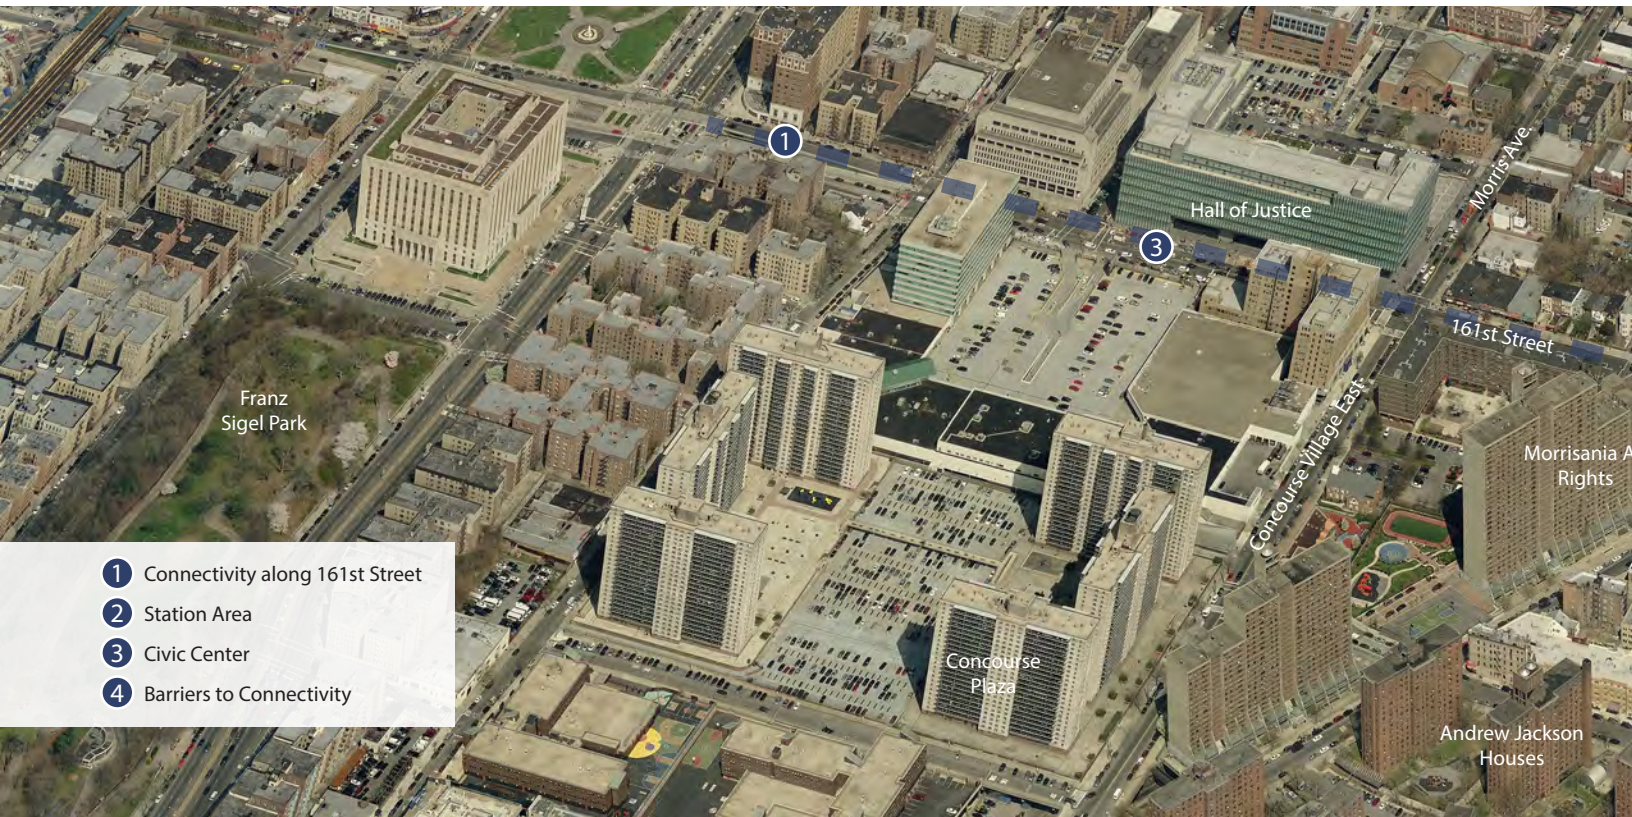 1
3
Hall of Justice
Morris Ave.
161st Street
Franz
Sigel Park
Concourse Village East
Morrisania A
Rights
1 Connectivity along 161st Street
2 Station Area
3 Civic Center
4 Barriers to Connectivity
Concourse
Plaza
Andrew Jackson
Houses